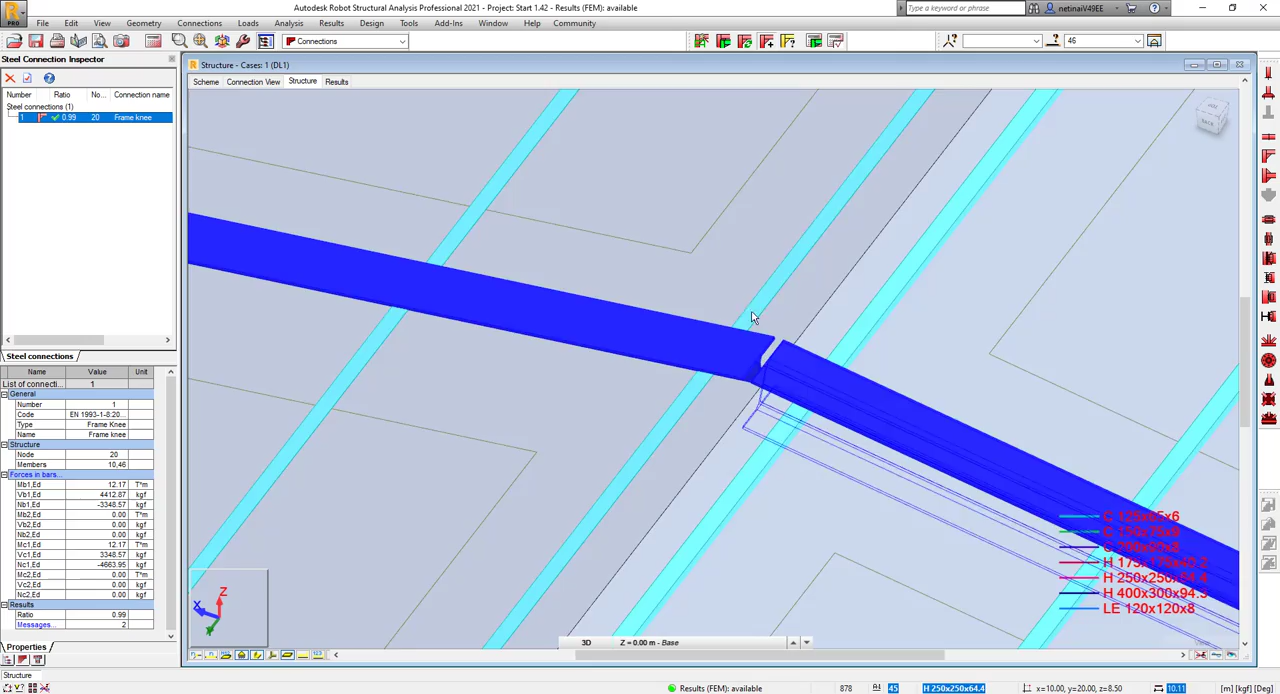 Autodesk Robot Structural Analysis Professional 2021 - Project: Start 1.42 - Results (FEM): available
Type a keyword or phrase
netinaiV49EE
PRO
File Edit View Geometry Connections Loads Analysis Results Design Tools Add-Ins Window Help Community
Connections
46
Steel Connection Inspector
Number Ratio No... Connection name
Steel connections (1)
1 0.99 20 Frame knee
Steel connections
Name Value Unit
List of connecti... 1
General
Number 1
Code EN 1993-1-8:20...
Type Frame Knee
Name Frame knee
Structure
Node 20
Members 10,46
Forces in bars...
Mb1,Ed 12.17 T*m
Vb1,Ed 4412.87 kgf
Nb1,Ed -3348.57 kgf
Mb2,Ed 0.00 T*m
Vb2,Ed 0.00 kgf
Nb2,Ed 0.00 kgf
Mc1,Ed 12.17 T*m
Vc1,Ed 3348.57 kgf
Nc1,Ed -4663.95 kgf
Mc2,Ed 0.00 T*m
Vc2,Ed 0.00 kgf
Nc2,Ed 0.00 kgf
Results
Ratio 0.99
Messages... 2
Properties
Structure
Structure - Cases: 1 (DL1)
Scheme Connection View Structure Results
BACK
C 125x65x6
H 250x250x64.4
H 400x300x94.3
LE 120x120x8
Z
X
Y
3D Z = 0.00 m - Base
Results (FEM): available
878
45
H 250x250x64.4
x=10.00, y=20.00, z=8.50
10.11
[m] [kgf] [Deg]